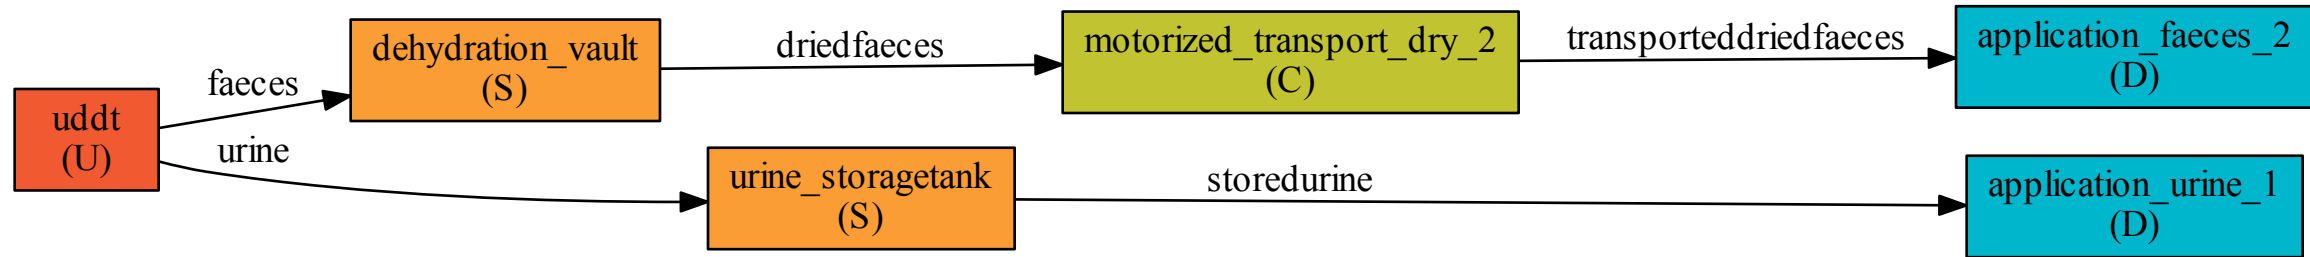 uddt
(U)
faeces
urine
dehydration_vault
(S)
driedfaeces
motorized_transport_dry_2
(C)
transporteddriedfaeces
application_faeces_2
(D)
urine_storagetank
(S)
storedurine
application_urine_1
(D)